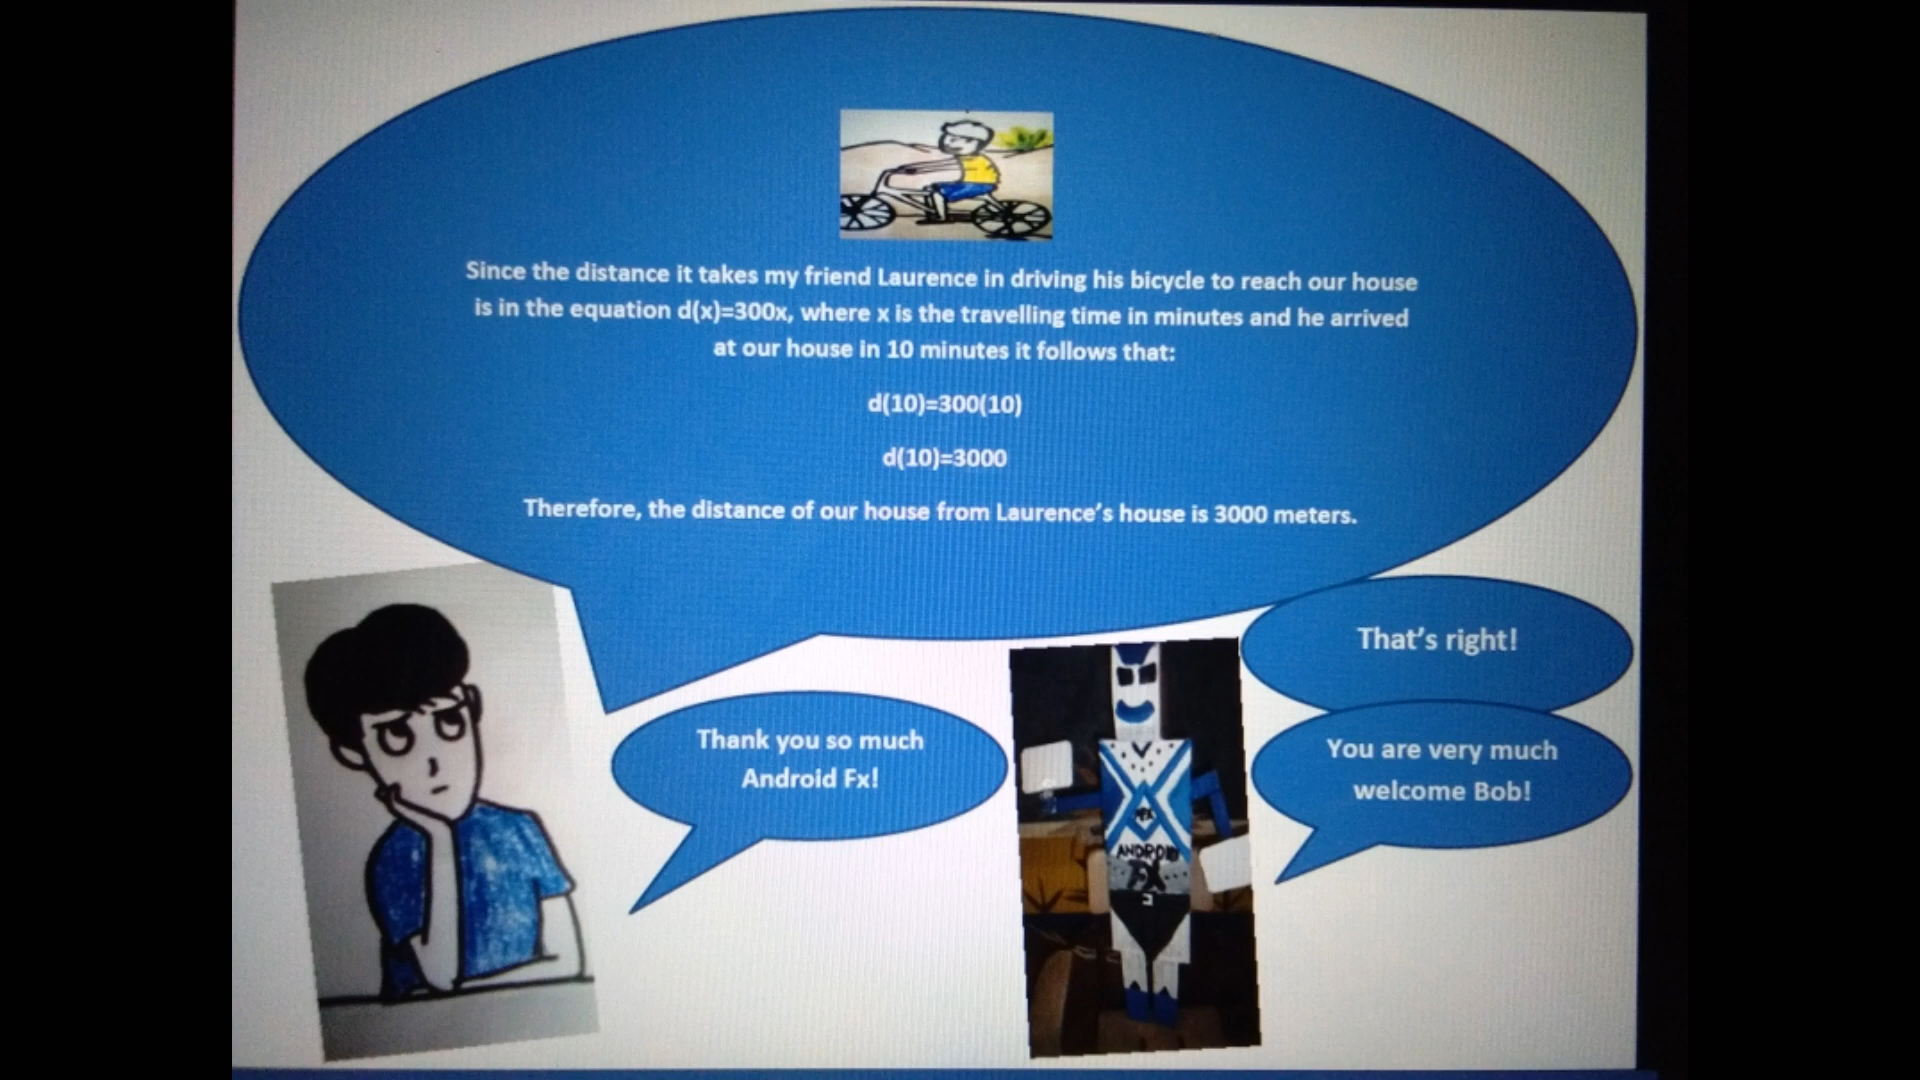 Since the distance it takes my friend Laurence in driving his bicycle to reach our house
is in the equation d(x)=300x, where x is the travelling time in minutes and he arrived
at our house in 10 minutes it follows that:
d(10)=300(10)
d(10)=3000
Therefore, the distance of our house from Laurence's house is 3000 meters.
That's right!
Thank you so much
Android Fx!
You are very much
welcome Bob!
ANDROID
FX